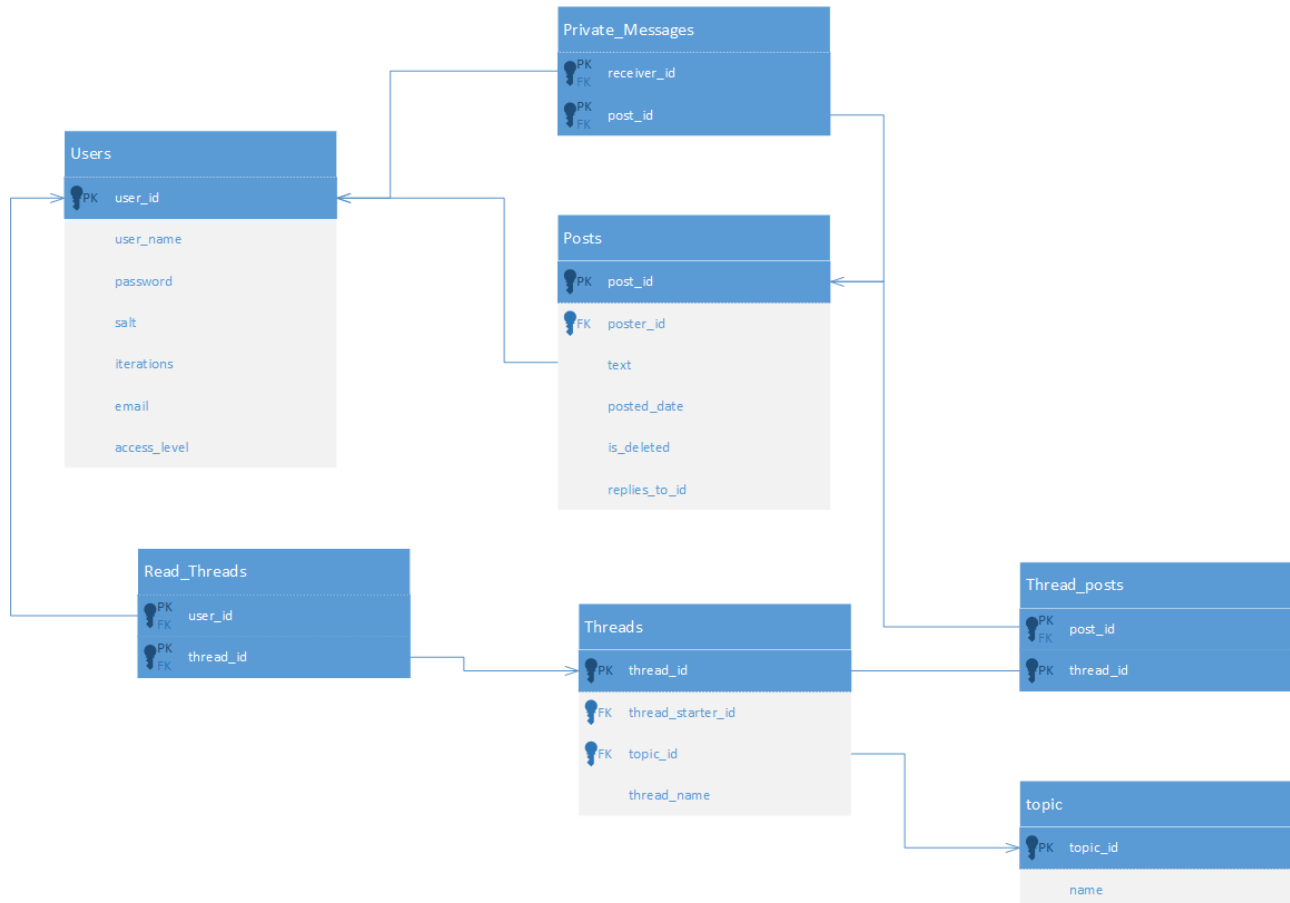 Private_Messages
PK
FK
receiver_id
PK
FK
post_id
Users
PK
user_id
user_name
password
salt
iterations
email
access_level
Posts
PK
post_id
FK
poster_id
text
posted_date
is_deleted
replies_to_id
Read_Threads
PK
FK
user_id
PK
FK
thread_id
Threads
PK
thread_id
FK
thread_starter_id
FK
topic_id
thread_name
Thread_posts
PK
FK
post_id
PK
thread_id
topic
PK
topic_id
name